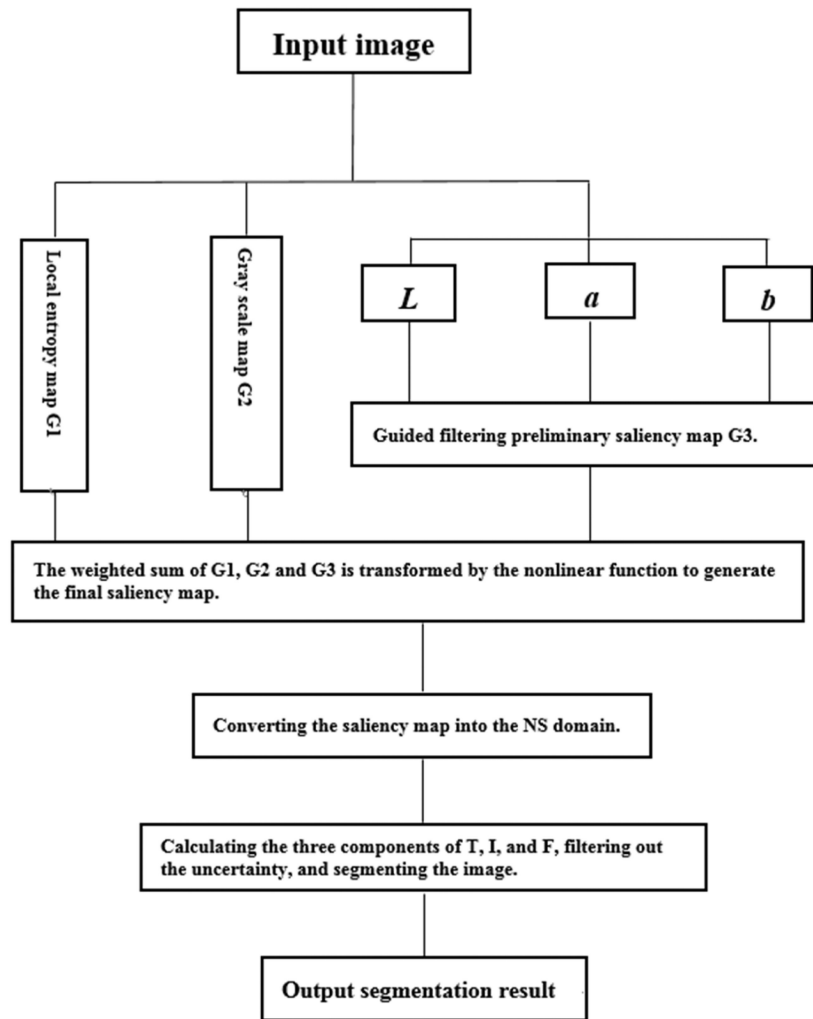 Input image
Local entropy map G1
Gray scale map G2
L
a
b
Guided filtering preliminary saliency map G3.
The weighted sum of G1, G2 and G3 is transformed by the nonlinear function to generate
the final saliency map.
Converting the saliency map into the NS domain.
Calculating the three components of T, I, and F, filtering out
the uncertainty, and segmenting the image.
Output segmentation result